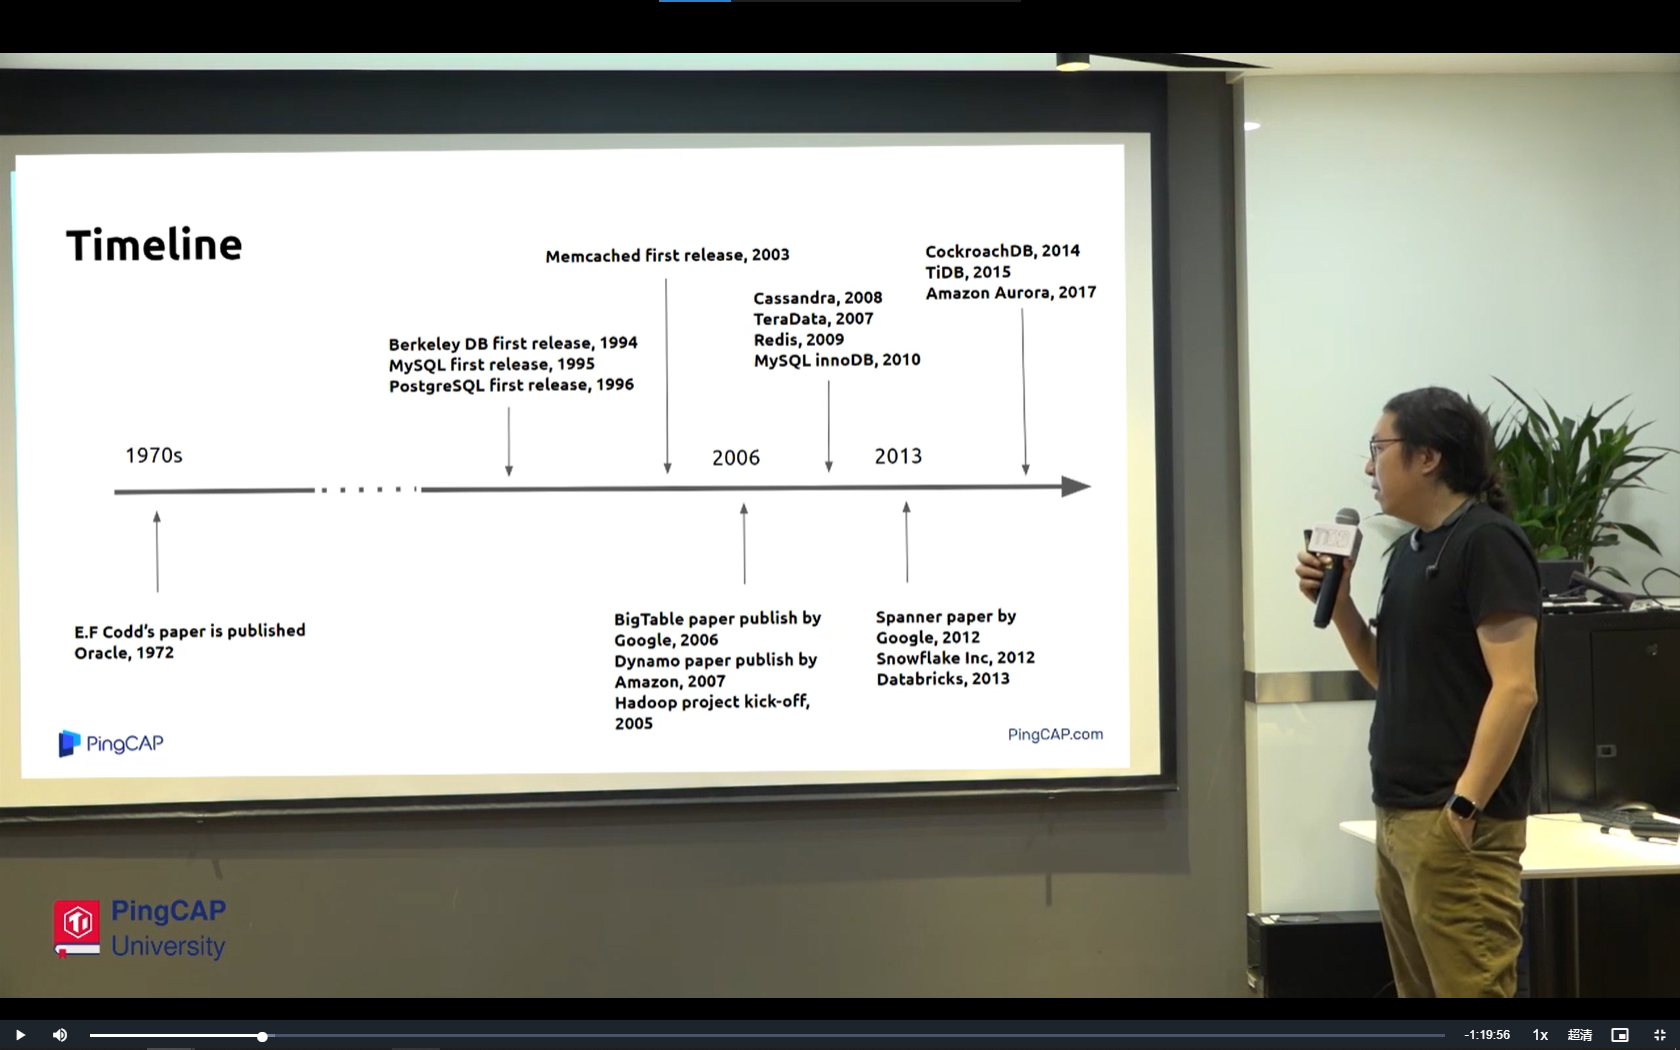 Timeline
Memcached first release, 2003
CockroachDB, 2014
TiDB, 2015
Amazon Aurora, 2017
Cassandra, 2008
TeraData, 2007
Redis, 2009
MySQL innoDB, 2010
Berkeley DB first release, 1994
MySQL first release, 1995
PostgreSQL first release, 1996
1970s
2006
2013
E.F Codd's paper is published
Oracle, 1972
BigTable paper publish by
Google, 2006
Dynamo paper publish by
Amazon, 2007
Hadoop project kick-off,
2005
Spanner paper by
Google, 2012
Snowflake Inc, 2012
Databricks, 2013
PingCAP
PingCAP.com
PingCAP
University
-1:19:56
1x
超清